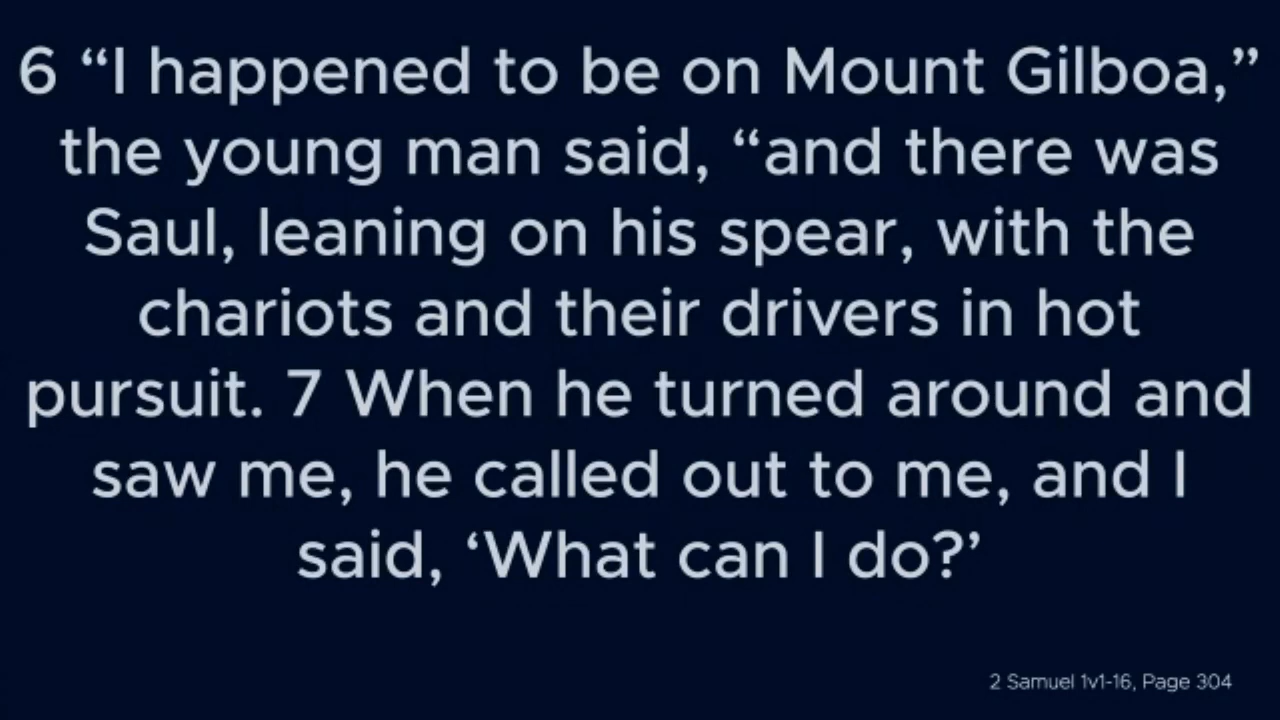 6 “I happened to be on Mount Gilboa,”
the young man said, “and there was
Saul, leaning on his spear, with the
chariots and their drivers in hot
pursuit. 7 When he turned around and
saw me, he called out to me, and I
said, ‘What can I do?’
2 Samuel 1v1-16, Page 304